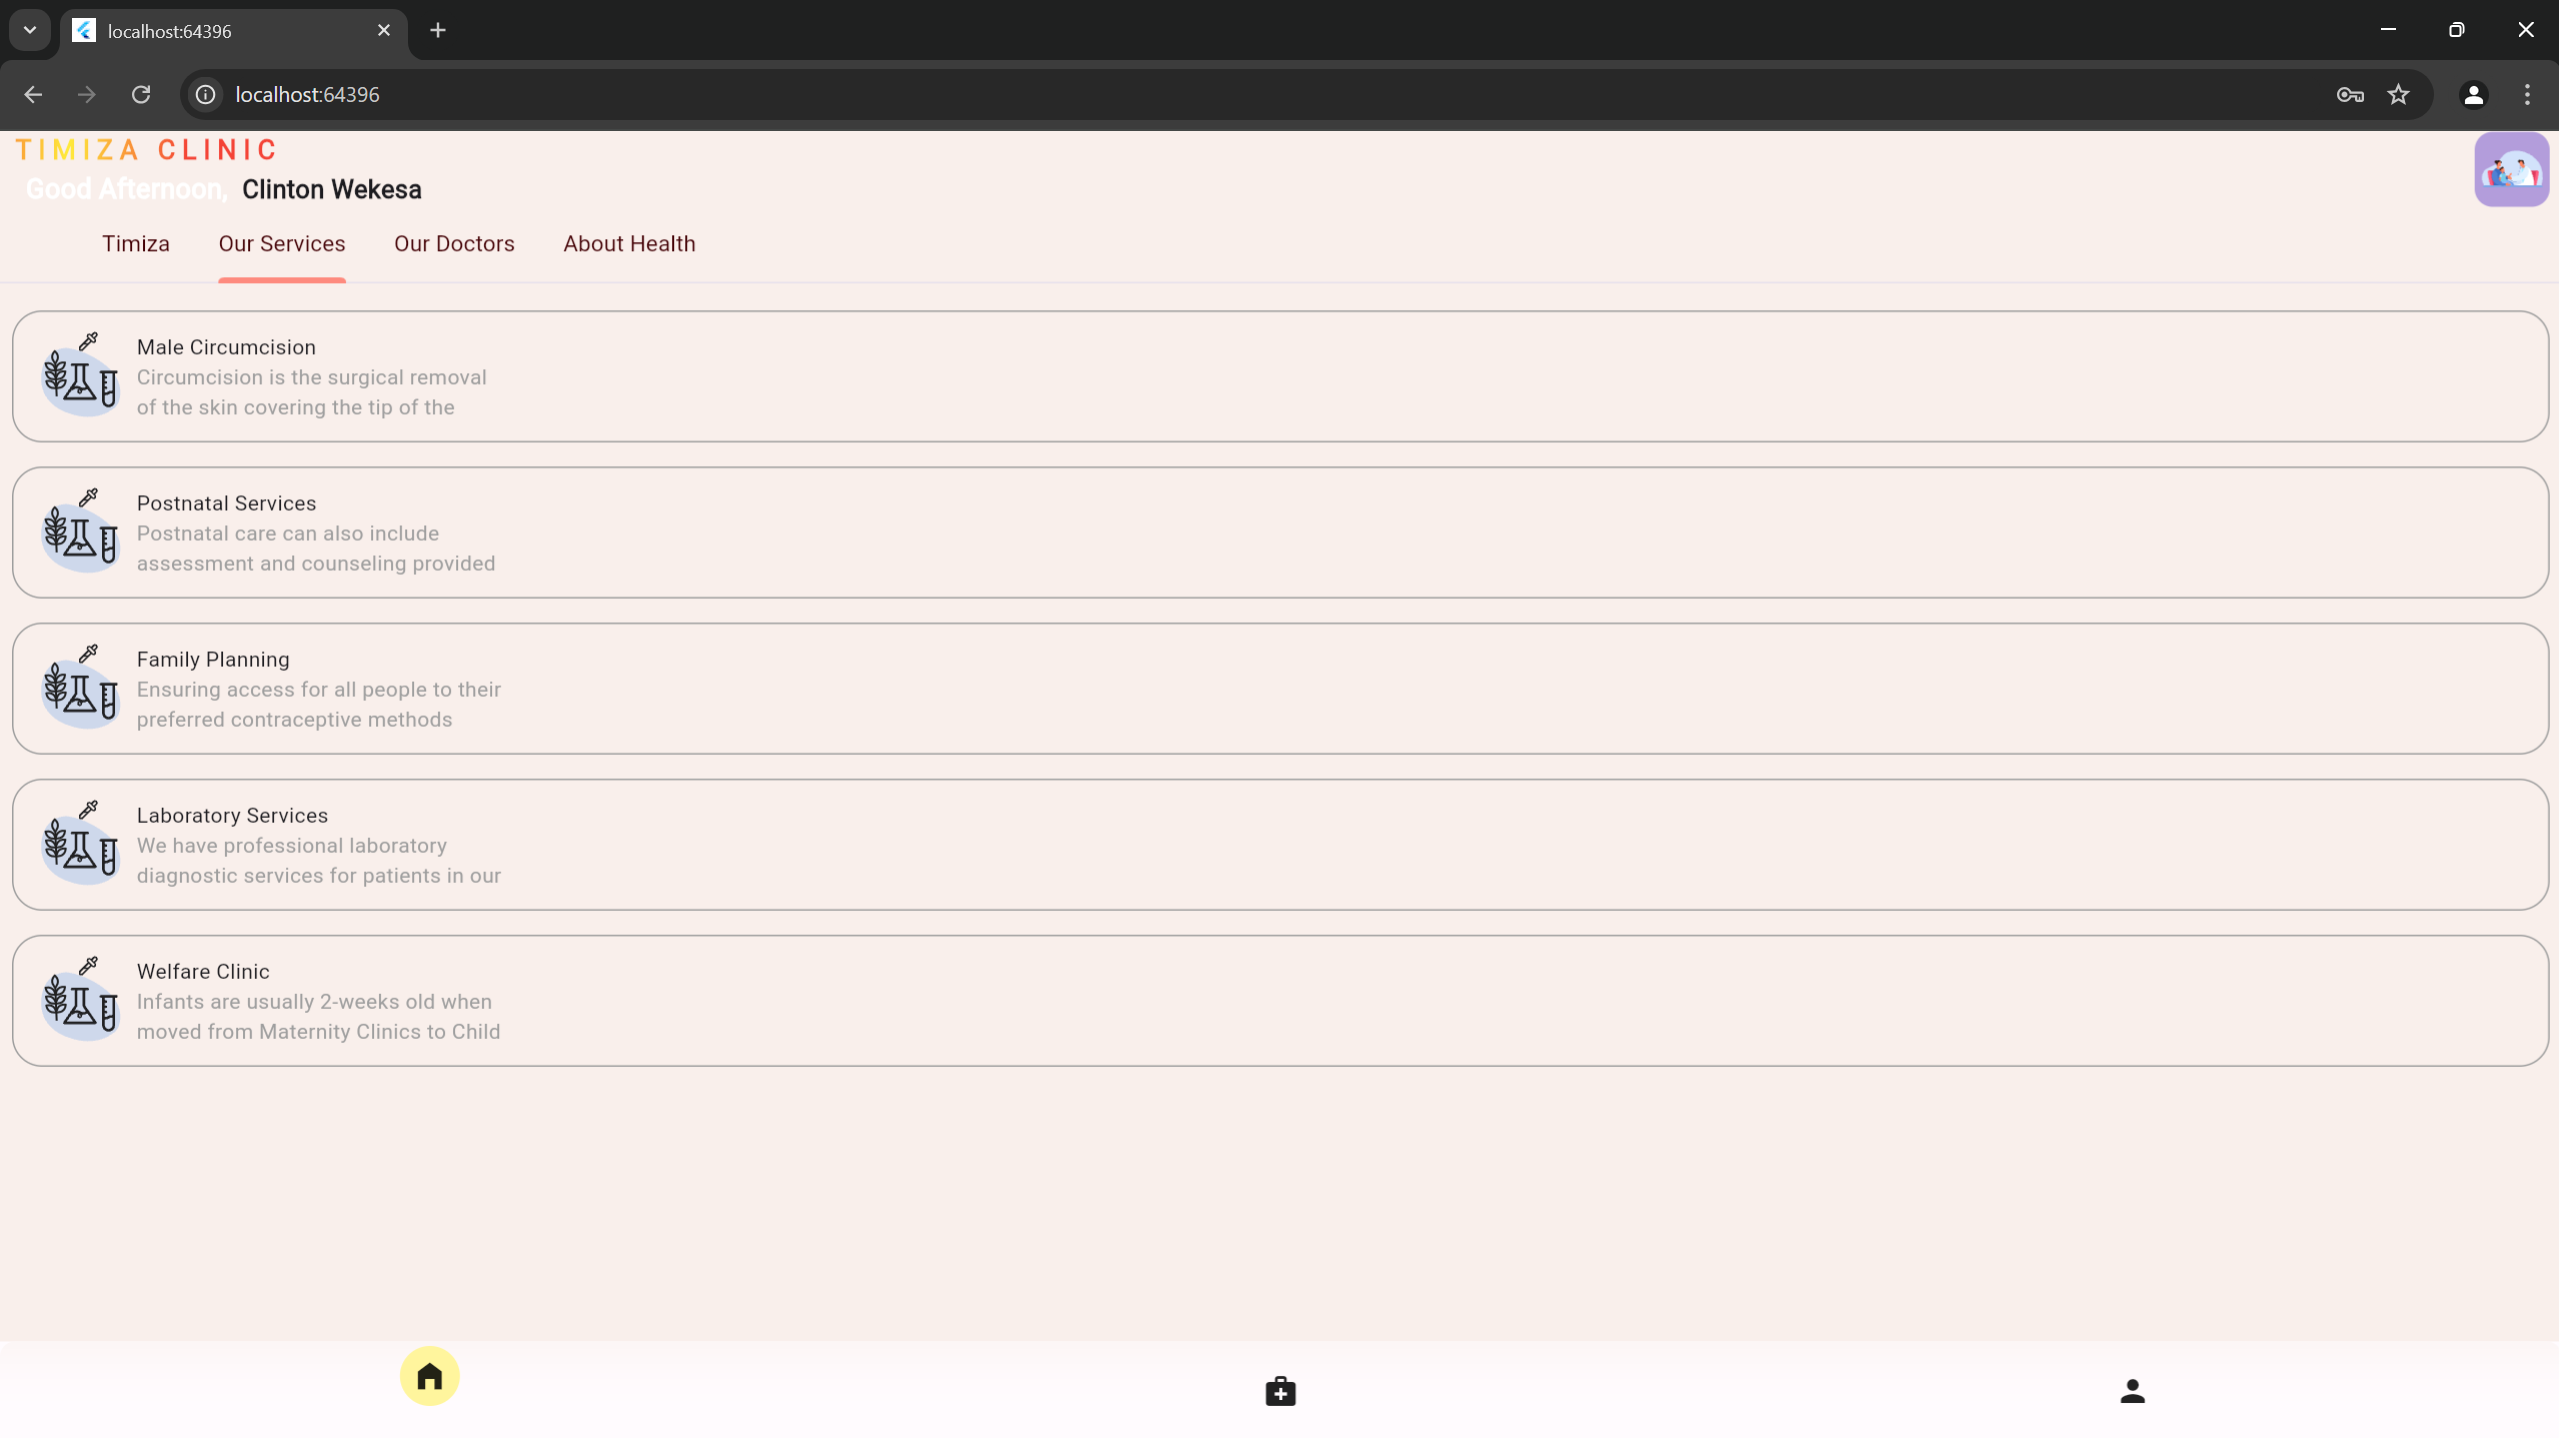 localhost:64396
localhost:64396
TIMIZA CLINIC
Good Afternoon, Clinton Wekesa
Timiza Our Services Our Doctors About Health
Male Circumcision
Circumcision is the surgical removal
of the skin covering the tip of the
Postnatal Services
Postnatal care can also include
assessment and counseling provided
Family Planning
Ensuring access for all people to their
preferred contraceptive methods
Laboratory Services
We have professional laboratory
diagnostic services for patients in our
Welfare Clinic
Infants are usually 2-weeks old when
moved from Maternity Clinics to Child